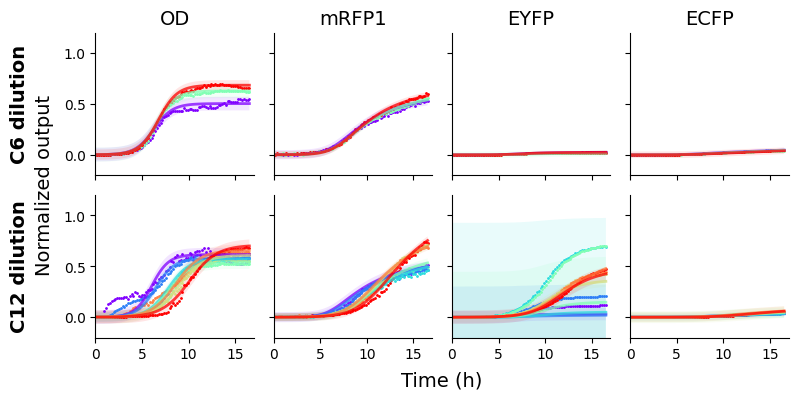 OD mRFP1 EYFP ECFP
C6 dilution
1.0
0.5
0.0
Normalized output
C12 dilution
1.0
0.5
0.0
0 5 10 15 0 5 10 15 0 5 10 15 0 5 10 15
Time (h)